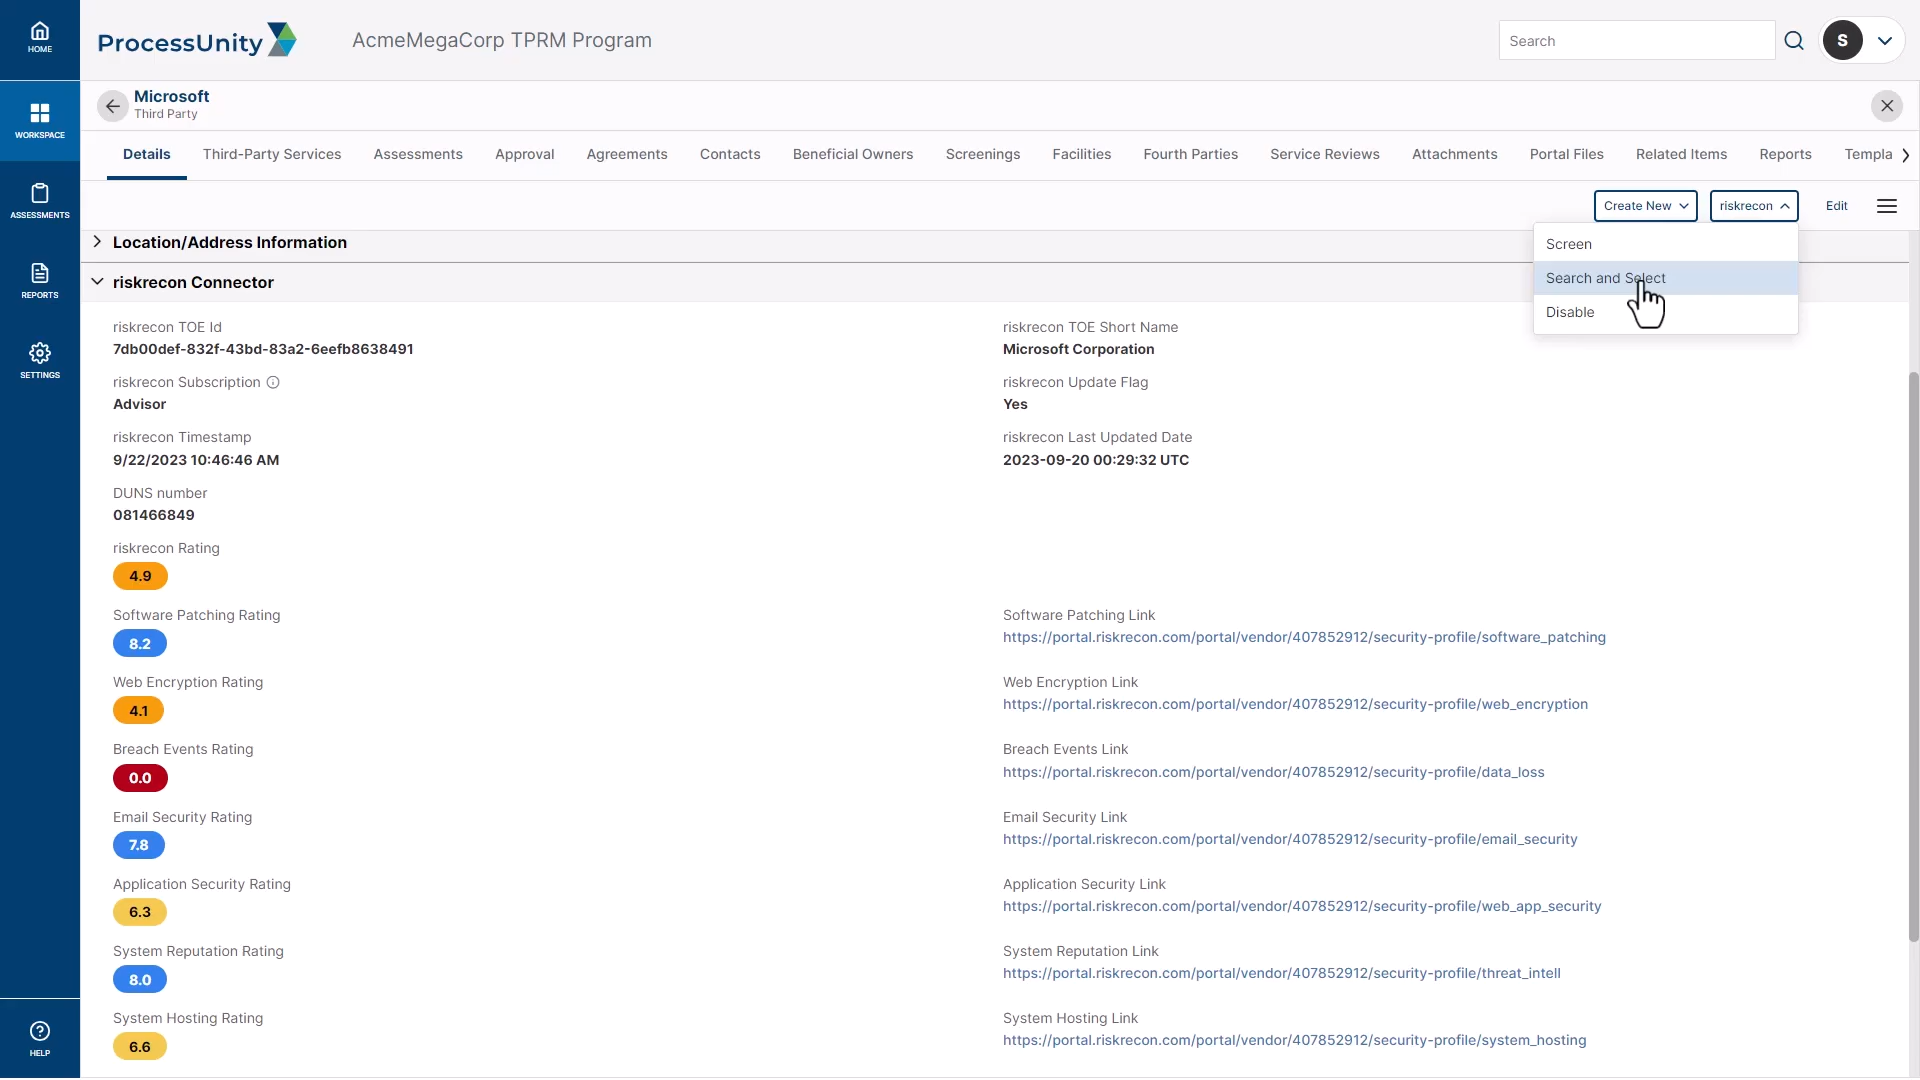 HOME
ProcessUnity
AcmeMegaCorp TPRM Program
Search
S
WORKSPACE
ASSESSMENTS
REPORTS
SETTINGS
HELP
Microsoft
Third Party
Details Third-Party Services Assessments Approval Agreements Contacts Beneficial Owners Screenings Facilities Fourth Parties Service Reviews Attachments Portal Files Related Items Reports Templa
Create New riskrecon Edit
Screen
Search and Select
Disable
Location/Address Information
riskrecon Connector
riskrecon TOE Id
7db00def-832f-43bd-83a2-6eefb8638491
riskrecon TOE Short Name
Microsoft Corporation
riskrecon Subscription
Advisor
riskrecon Update Flag
Yes
riskrecon Timestamp
9/22/2023 10:46:46 AM
riskrecon Last Updated Date
2023-09-20 00:29:32 UTC
DUNS number
081466849
riskrecon Rating
4.9
Software Patching Rating
8.2
Software Patching Link
https://portal.riskrecon.com/portal/vendor/407852912/security-profile/software_patching
Web Encryption Rating
4.1
Web Encryption Link
https://portal.riskrecon.com/portal/vendor/407852912/security-profile/web_encryption
Breach Events Rating
0.0
Breach Events Link
https://portal.riskrecon.com/portal/vendor/407852912/security-profile/data_loss
Email Security Rating
7.8
Email Security Link
https://portal.riskrecon.com/portal/vendor/407852912/security-profile/email_security
Application Security Rating
6.3
Application Security Link
https://portal.riskrecon.com/portal/vendor/407852912/security-profile/web_app_security
System Reputation Rating
8.0
System Reputation Link
https://portal.riskrecon.com/portal/vendor/407852912/security-profile/threat_intell
System Hosting Rating
6.6
System Hosting Link
https://portal.riskrecon.com/portal/vendor/407852912/security-profile/system_hosting